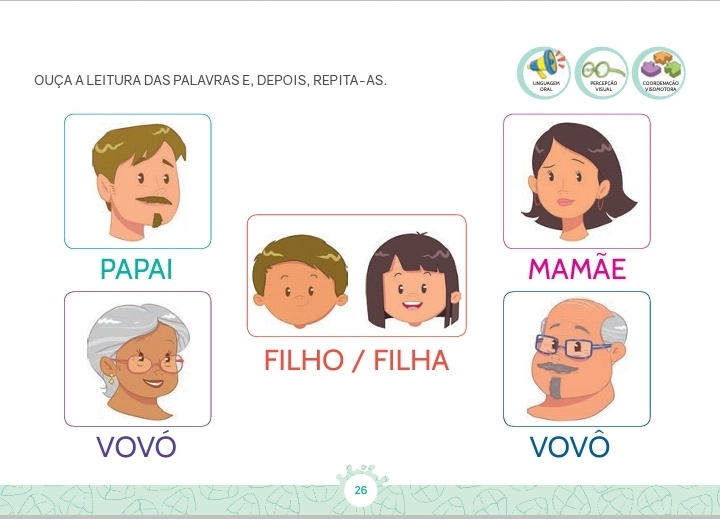 OUÇA A LEITURA DAS PALAVRAS E, DEPOIS, REPITA-AS.
LINGUAGEM
ORAL
PERCEPÇÃO
VISUAL
COORDENAÇÃO
VISOMOTORA
PAPAI
MAMÃE
FILHO / FILHA
VOVÓ
VOVÔ
26